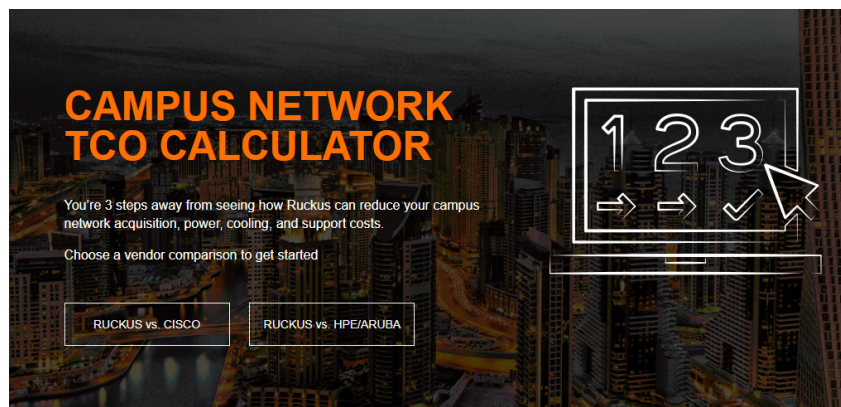 CAMPUS NETWORK
TCO CALCULATOR
You're 3 steps away from seeing how Ruckus can reduce your campus
network acquisition, power, cooling, and support costs.
Choose a vendor comparison to get started
RUCKUS vs. CISCO
RUCKUS vs. HPE/ARUBA
1 2 3